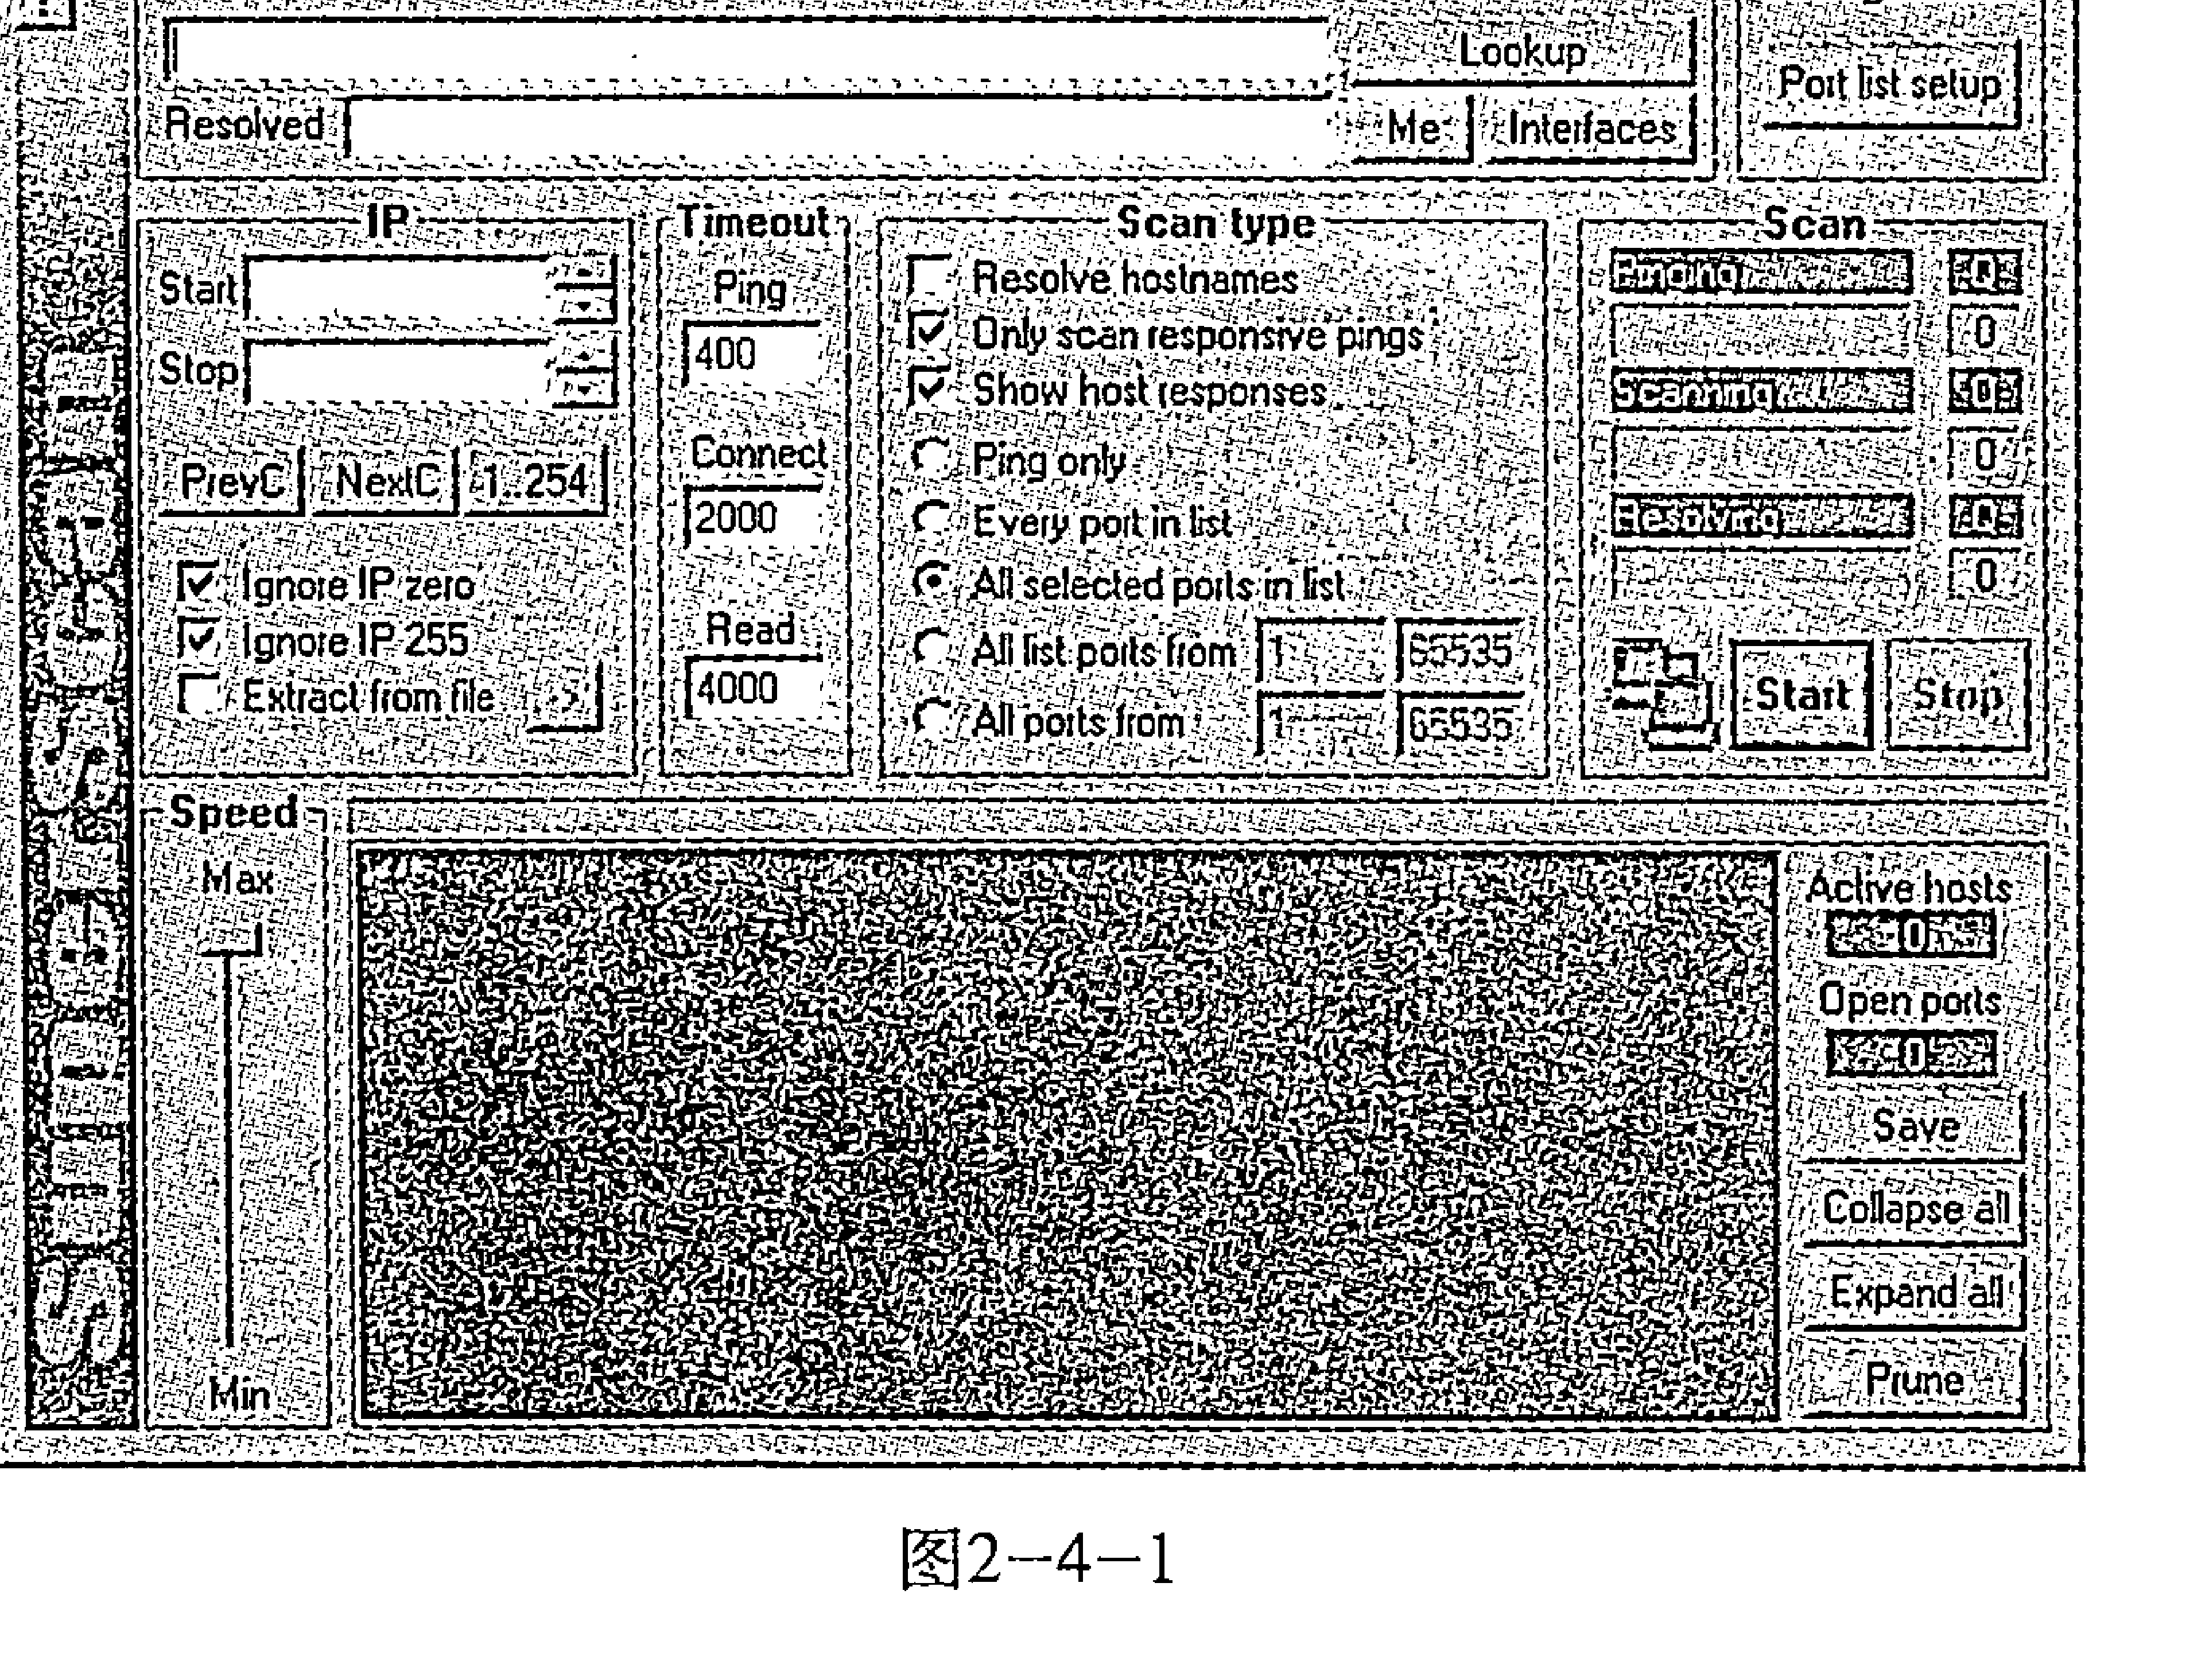 Lookup
Port list setup
Resolved
Me
Interfaces
IP
Timeout
Scan type
Scan
Start
Stop
PrevC
NextC
1..254
Ignore IP zero
Ignore IP 255
Extract from file
->
Ping
400
Connect
2000
Read
4000
Resolve hostnames
Only scan responsive pings
Show host responses
Ping only
Every port in list
All selected ports in list
All list ports from 1 65535
All ports from 1 65535
Pinging 0
0
Scanning 0
0
Resolving 0
0
Start
Stop
Speed
Max
Min
Active hosts
0
Open ports
0
Save
Collapse all
Expand all
Prune
图2-4-1